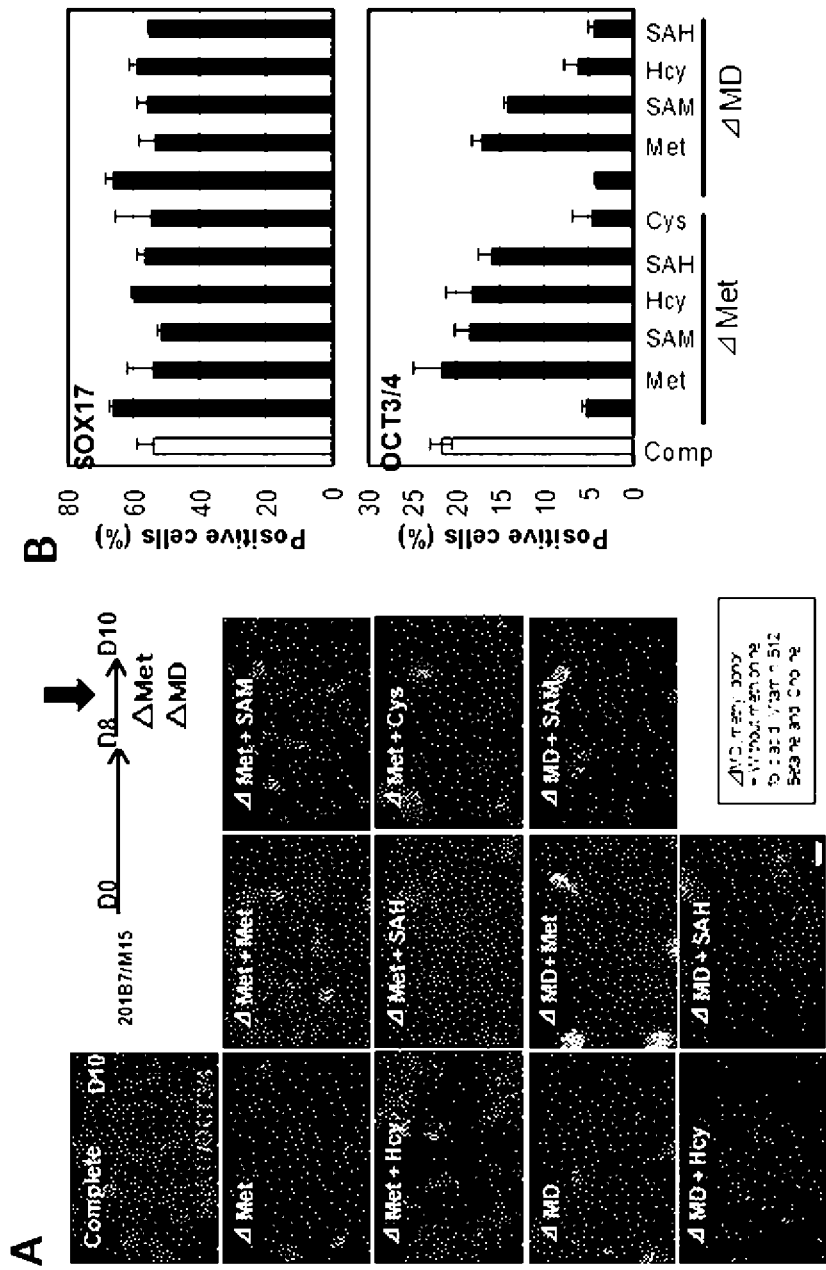 A
Complete
D10
201B7/M15
D0
D8
D10
ΔMet
ΔMD
Δ Met
Δ Met + Met
Δ Met + SAM
Δ Met + Hcy
Δ Met + SAH
Δ Met + Cys
Δ MD
Δ MD + Met
Δ MD + SAM
Δ MD + Hcy
Δ MD + SAH
B
SOX17
Positive cells (%)
80
60
40
20
0
OCT3/4
Positive cells (%)
30
25
20
15
10
5
0
Comp
Met
SAM
Hcy
SAH
Cys
Met
SAM
Hcy
SAH
Δ Met
Δ MD